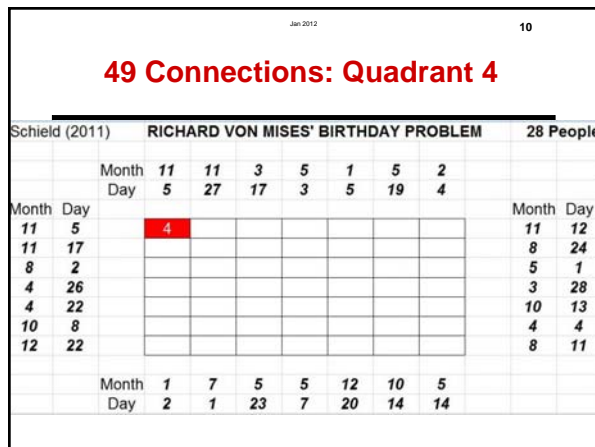 Jan 2012 10
49 Connections: Quadrant 4
Schield (2011) RICHARD VON MISES' BIRTHDAY PROBLEM 28 People
Month 11 11 3 5 1 5 2
Day 5 27 17 3 5 19 4
Month Day Month Day
11 5 4 11 12
11 17 8 24
8 2 5 1
4 26 3 28
4 22 10 13
10 8 4 4
12 22 8 11
Month 1 7 5 5 12 10 5
Day 2 1 23 7 20 14 14